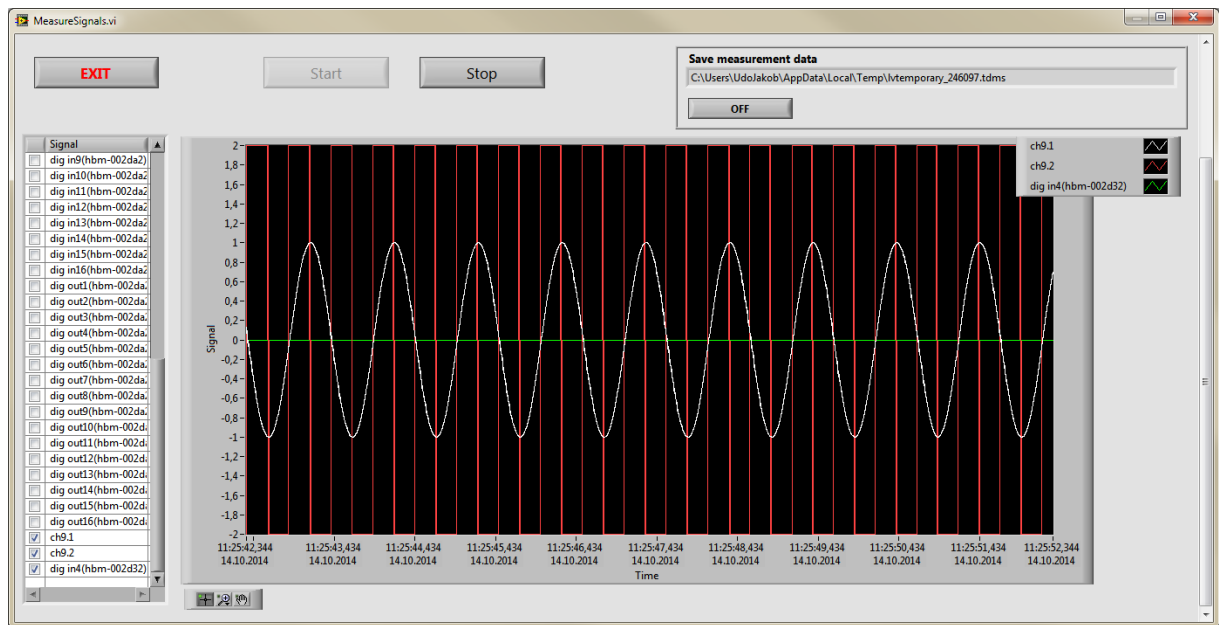 MeasureSignals.vi
EXIT
Start
Stop
Save measurement data
C:\Users\UdoJakob\AppData\Local\Temp\lvtemporary_246097.tdms
OFF
Signal
dig in9(hbm-002da2)
dig in10(hbm-002da2
dig in11(hbm-002da2
dig in12(hbm-002da2
dig in13(hbm-002da2
dig in14(hbm-002da2
dig in15(hbm-002da2
dig in16(hbm-002da2
dig out1(hbm-002da2
dig out2(hbm-002da2
dig out3(hbm-002da2
dig out4(hbm-002da2
dig out5(hbm-002da2
dig out6(hbm-002da2
dig out7(hbm-002da2
dig out8(hbm-002da2
dig out9(hbm-002da2
dig out10(hbm-002d
dig out11(hbm-002d
dig out12(hbm-002d
dig out13(hbm-002d
dig out14(hbm-002d
dig out15(hbm-002d
dig out16(hbm-002d
ch9.1
ch9.2
dig in4(hbm-002d32)
ch9.1
ch9.2
dig in4(hbm-002d32)
Signal
2
1,8
1,6
1,4
1,2
1
0,8
0,6
0,4
0,2
0
-0,2
-0,4
-0,6
-0,8
-1
-1,2
-1,4
-1,6
-1,8
-2
11:25:42,344 11:25:43,434 11:25:44,434 11:25:45,434 11:25:46,434 11:25:47,434 11:25:48,434 11:25:49,434 11:25:50,434 11:25:51,434 11:25:52,344
14.10.2014 14.10.2014 14.10.2014 14.10.2014 14.10.2014 14.10.2014 14.10.2014 14.10.2014 14.10.2014 14.10.2014 14.10.2014
Time